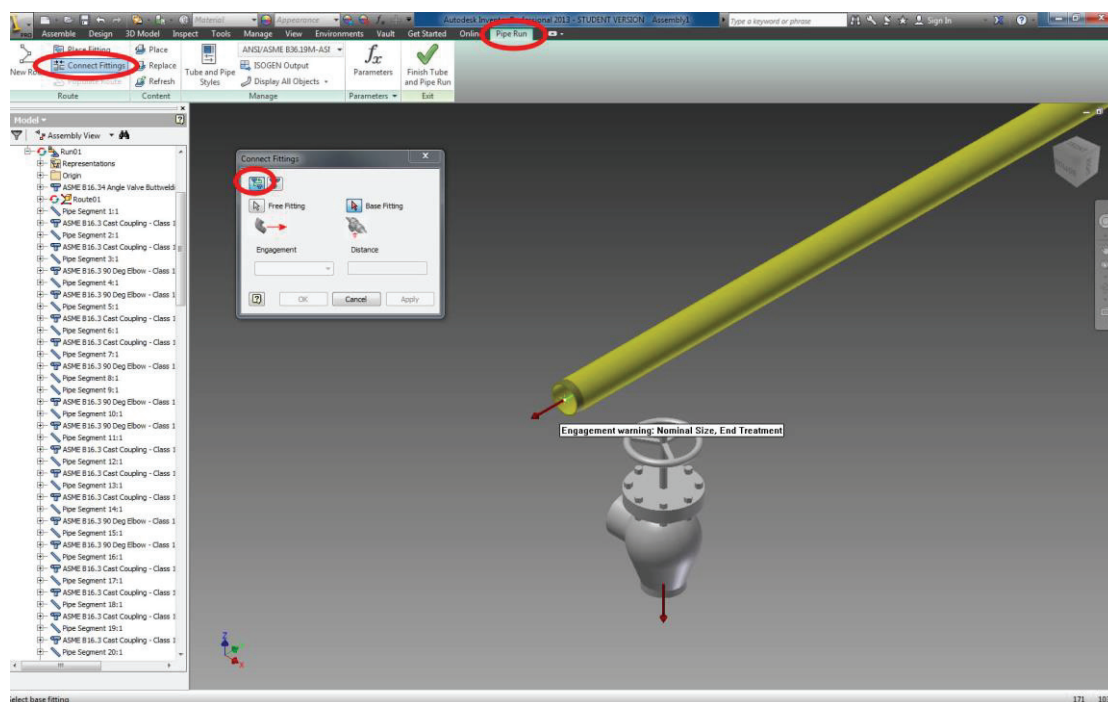 Material
Appearance
Autodesk Inventor Professional 2013 - STUDENT VERSION Assembly1
Type a keyword or phrase
Sign In
PRO
Assemble Design 3D Model Inspect Tools Manage View Environments Vault Get Started Online Pipe Run
Place Fitting
Connect Fittings
Place
Replace
Refresh
Tube and Pipe
Styles
ANSI/ASME B36.19M-AST
ISOGEN Output
Display All Objects
fx
Parameters
Finish Tube
and Pipe Run
Route Content Manage Parameters Exit
Model
Assembly View
Run01
Representations
Origin
ASME B16.34 Angle Valve Buttweldi
Route01
Pipe Segment 1:1
ASME B16.3 Cast Coupling - Class 1
Pipe Segment 2:1
ASME B16.3 Cast Coupling - Class 1
Pipe Segment 3:1
ASME B16.3 90 Deg Elbow - Class 1
Pipe Segment 4:1
ASME B16.3 90 Deg Elbow - Class 1
Pipe Segment 5:1
ASME B16.3 Cast Coupling - Class 1
Pipe Segment 6:1
ASME B16.3 Cast Coupling - Class 1
Pipe Segment 7:1
ASME B16.3 90 Deg Elbow - Class 1
Pipe Segment 8:1
Pipe Segment 9:1
ASME B16.3 90 Deg Elbow - Class 1
Pipe Segment 10:1
ASME B16.3 90 Deg Elbow - Class 1
Pipe Segment 11:1
ASME B16.3 Cast Coupling - Class 1
Pipe Segment 12:1
ASME B16.3 Cast Coupling - Class 1
Pipe Segment 13:1
ASME B16.3 Cast Coupling - Class 1
Pipe Segment 14:1
ASME B16.3 90 Deg Elbow - Class 1
Pipe Segment 15:1
ASME B16.3 90 Deg Elbow - Class 1
Pipe Segment 16:1
ASME B16.3 Cast Coupling - Class 1
Pipe Segment 17:1
ASME B16.3 Cast Coupling - Class 1
Pipe Segment 18:1
ASME B16.3 Cast Coupling - Class 1
Pipe Segment 19:1
ASME B16.3 Cast Coupling - Class 1
Pipe Segment 20:1
Connect Fittings
Free Fitting Base Fitting
Engagement Distance
OK Cancel Apply
Engagement warning: Nominal Size, End Treatment
Z
X
Select base fitting
171